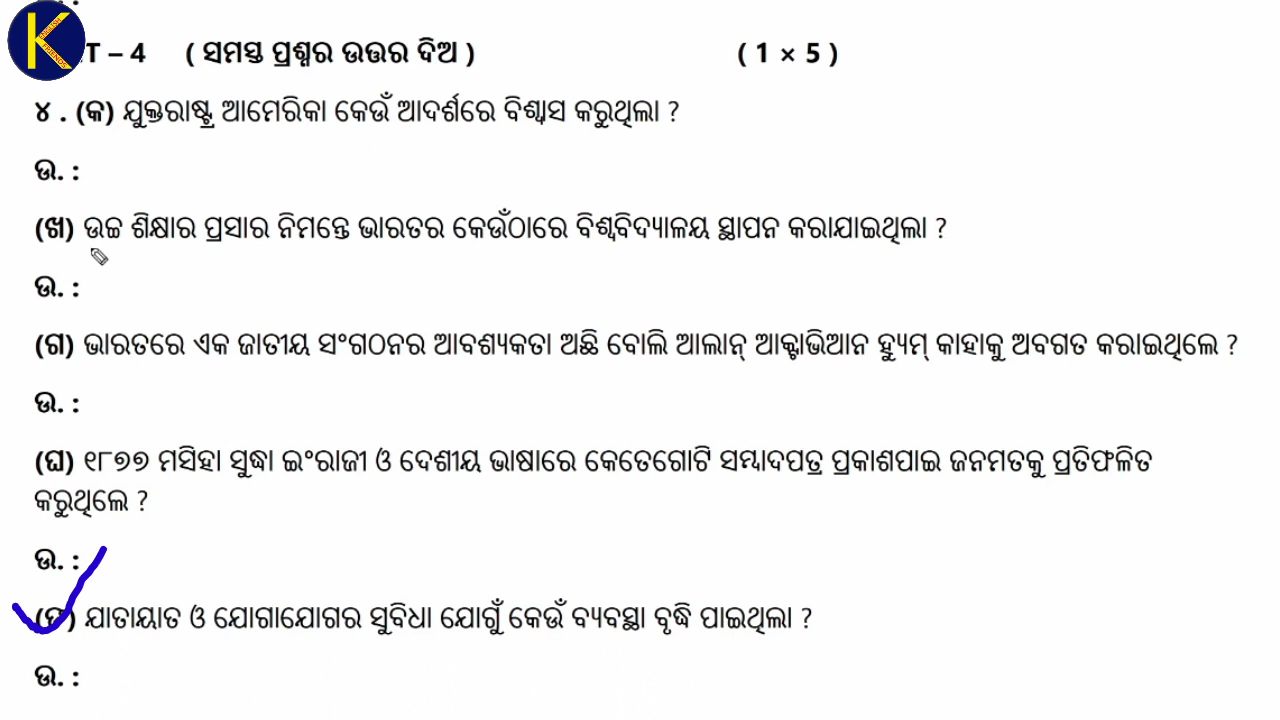 T – 4 ( ସମସ୍ତ ପ୍ରଶ୍ନର ଉତ୍ତର ଦିଅ ) ( 1 × 5 )
୪ . (କ) ଯୁକ୍ତରାଷ୍ଟ୍ର ଆମେରିକା କେଉଁ ଆଦର୍ଶରେ ବିଶ୍ୱାସ କରୁଥିଲା ?
ଉ. :
(ଖ) ଉଚ୍ଚ ଶିକ୍ଷାର ପ୍ରସାର ନିମନ୍ତେ ଭାରତର କେଉଁଠାରେ ବିଶ୍ୱବିଦ୍ୟାଳୟ ସ୍ଥାପନ କରାଯାଇଥିଲା ?
ଉ. :
(ଗ) ଭାରତରେ ଏକ ଜାତୀୟ ସଂଗଠନର ଆବଶ୍ୟକତା ଅଛି ବୋଲି ଆଲାନ୍ ଆକ୍ଟାଭିଆନ ହ୍ୟୁମ୍ କାହାକୁ ଅବଗତ କରାଇଥିଲେ ?
ଉ. :
(ଘ) ୧୮୭୭ ମସିହା ସୁଦ୍ଧା ଇଂରାଜୀ ଓ ଦେଶୀୟ ଭାଷାରେ କେତେଗୋଟି ସମ୍ବାଦପତ୍ର ପ୍ରକାଶପାଇ ଜନମତକୁ ପ୍ରତିଫଳିତ
କରୁଥିଲେ ?
ଉ. :
ଯାତାୟାତ ଓ ଯୋଗାଯୋଗର ସୁବିଧା ଯୋଗୁଁ କେଉଁ ବ୍ୟବସ୍ଥା ବୃଦ୍ଧି ପାଇଥିଲା ?
ଉ. :